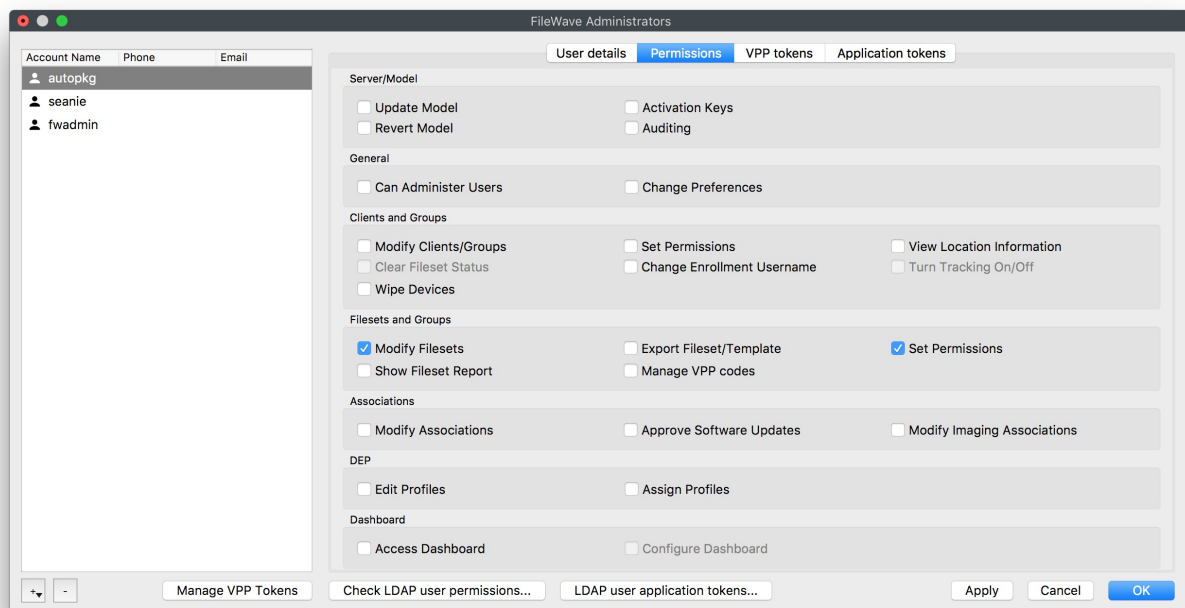 FileWave Administrators
Account Name Phone Email
autopkg
seanie
fwadmin
User details Permissions VPP tokens Application tokens
Server/Model
Update Model Activation Keys
Revert Model Auditing
General
Can Administer Users Change Preferences
Clients and Groups
Modify Clients/Groups Set Permissions View Location Information
Clear Fileset Status Change Enrollment Username Turn Tracking On/Off
Wipe Devices
Filesets and Groups
Modify Filesets Export Fileset/Template Set Permissions
Show Fileset Report Manage VPP codes
Associations
Modify Associations Approve Software Updates Modify Imaging Associations
DEP
Edit Profiles Assign Profiles
Dashboard
Access Dashboard Configure Dashboard
+ - Manage VPP Tokens Check LDAP user permissions... LDAP user application tokens... Apply Cancel OK